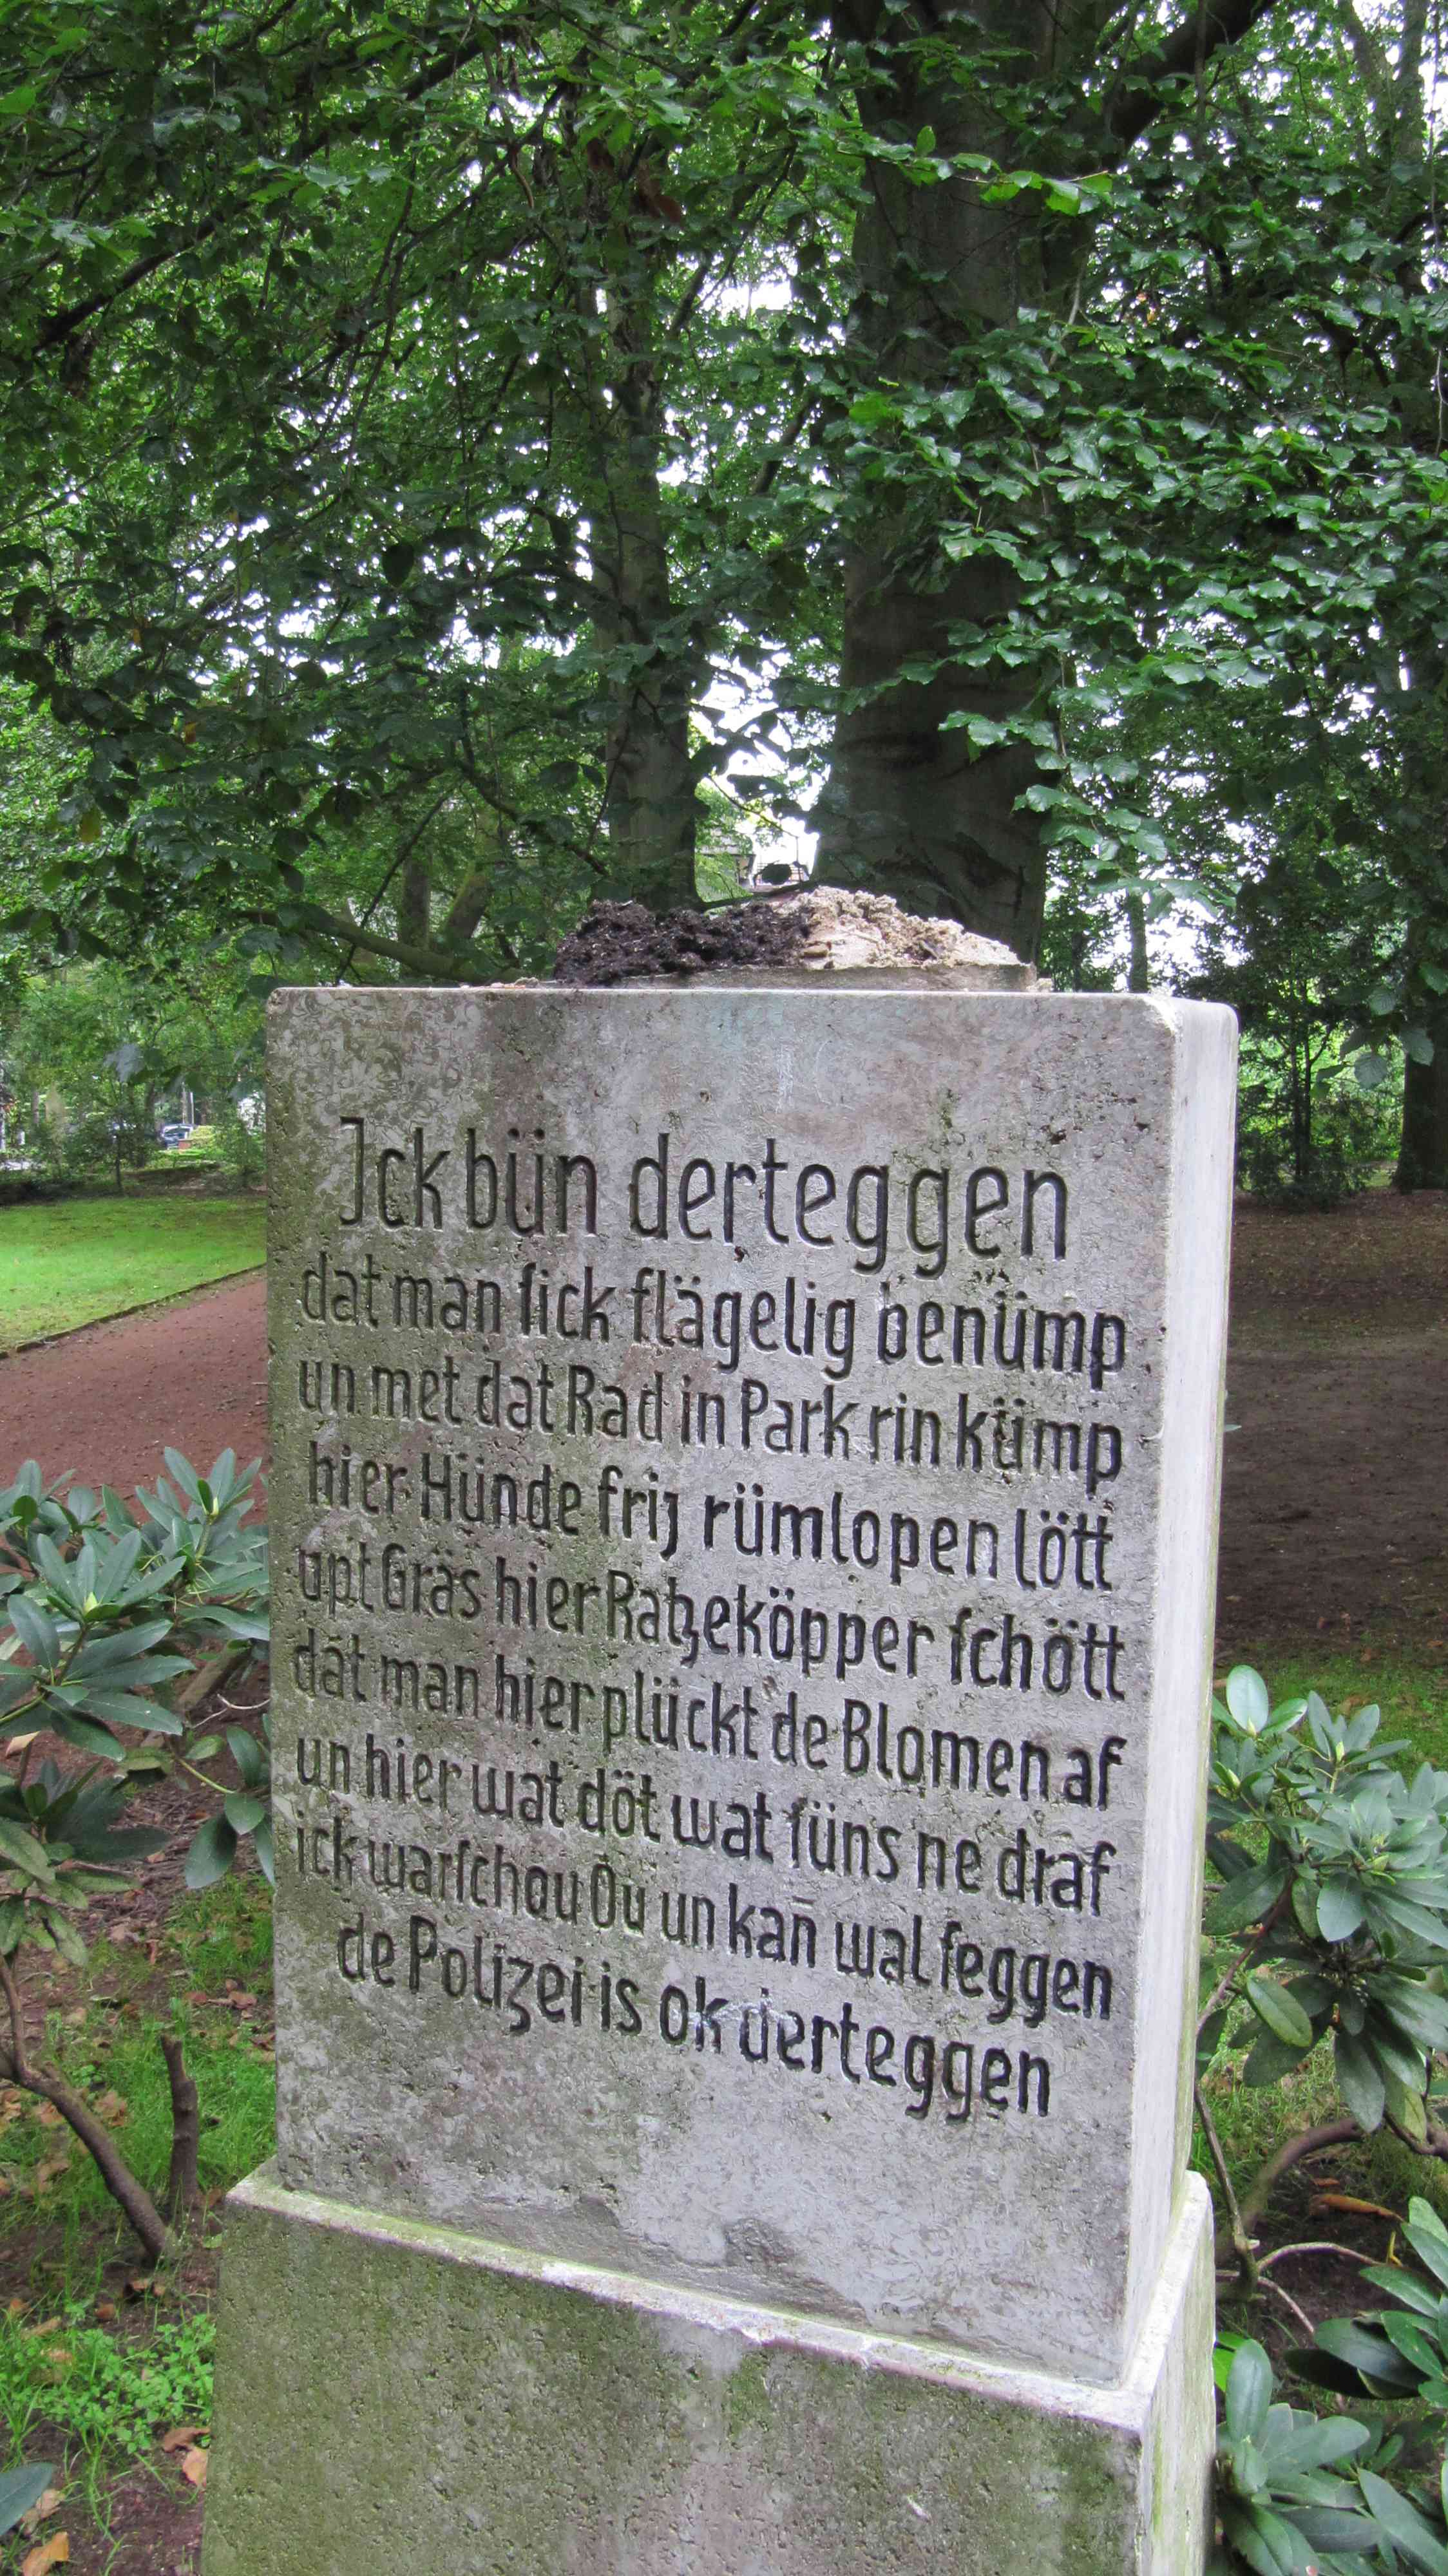 Ick bün derteggen
dat man ſick flägelig benümp
un met dat Rad in Park rin kümp
hier Hünde frij rümlopen lött
upt Gräs hier Ratzeköpper ſchött
dat man hier plückt de Blomen af
un hier wat döt wat füns ne draf
ick warſchou Ou un kan̄ wal ſeggen
de Polizei is ok derteggen